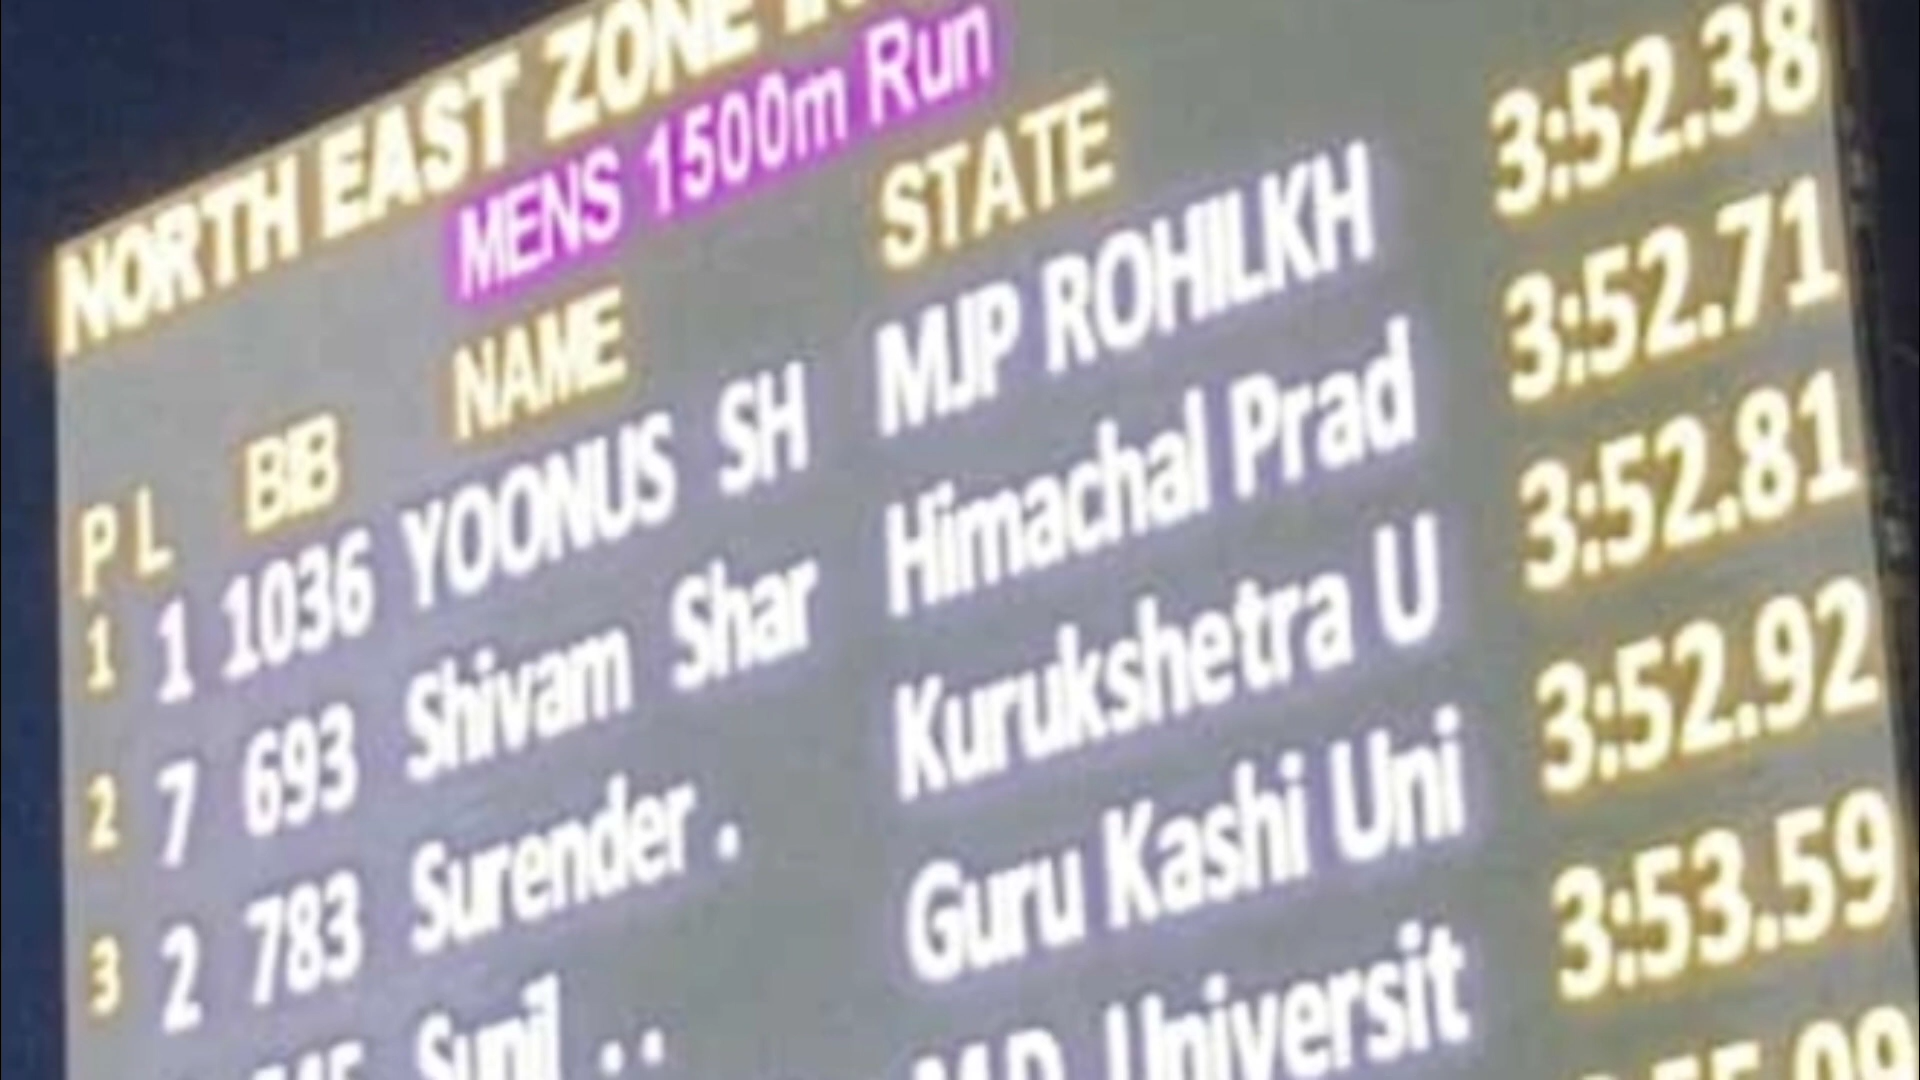 NORTH EAST ZONE
MENS 1500m Run
P L BIB NAME STATE
1 1 1036 YOONUS SH MJP ROHILKH 3:52.38
2 7 693 Shivam Shar Himachal Prad 3:52.71
3 2 783 Surender . Kurukshetra U 3:52.81
Sunil . . Guru Kashi Uni 3:52.92
Universit 3:53.59